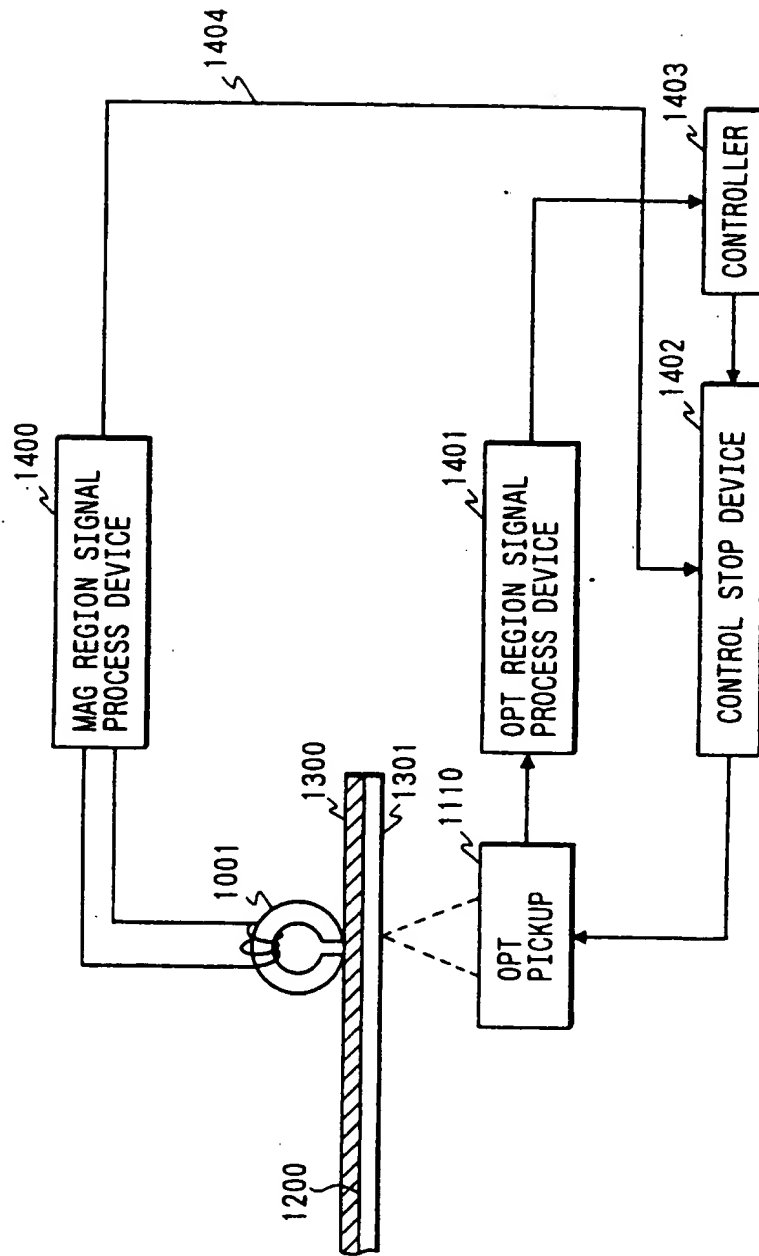 1404
1400
MAG REGION SIGNAL
PROCESS DEVICE
1001
1300
1301
1200
1110
OPT
PICKUP
1401
OPT REGION SIGNAL
PROCESS DEVICE
1402
CONTROL STOP DEVICE
1403
CONTROLLER